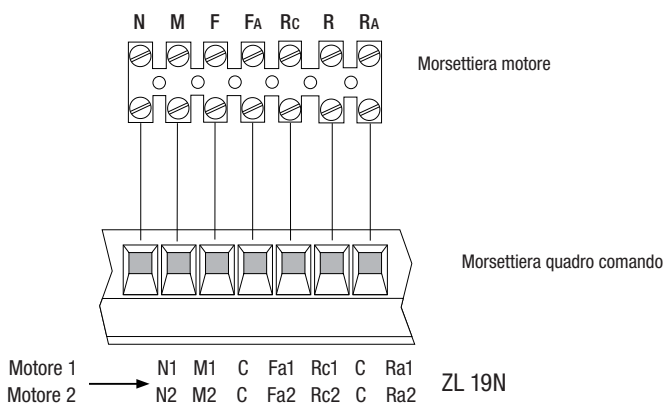 N M F FA RC R RA
Morsettiera motore
Morsettiera quadro comando
Motore 1 N1 M1 C Fa1 Rc1 C Ra1
Motore 2 N2 M2 C Fa2 Rc2 C Ra2
ZL 19N